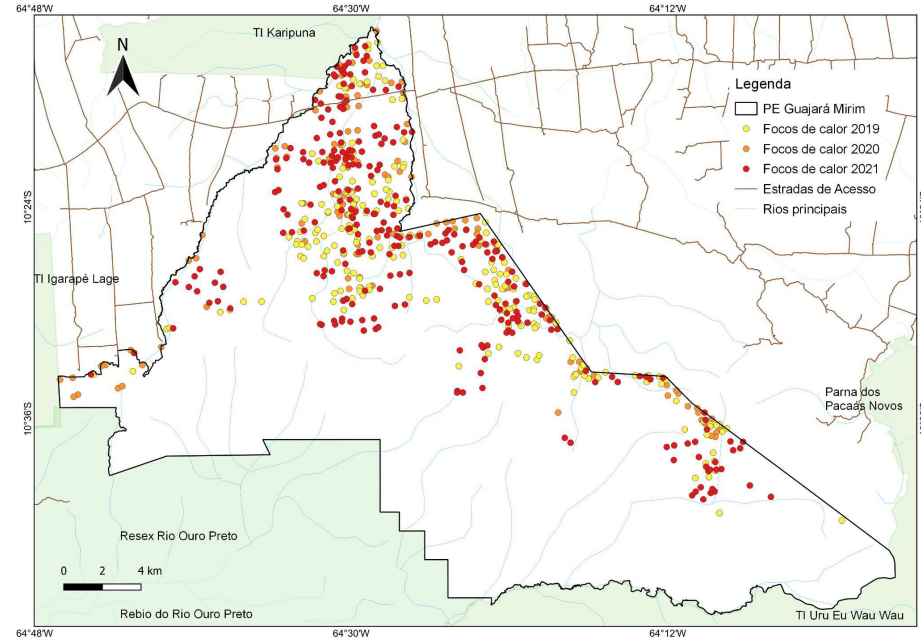 64°48'W
64°30'W
64°12'W
TI Karipuna
N
Legenda
PE Guajará Mirim
Focos de calor 2019
Focos de calor 2020
Focos de calor 2021
Estradas de Acesso
Rios principais
10°24'S
TI Igarapé Lage
Parna dos
Pacaás Novos
10°36'S
Resex Rio Ouro Preto
0 2 4 km
Rebio do Rio Ouro Preto
TI Uru Eu Wau Wau
64°48'W
64°30'W
64°12'W